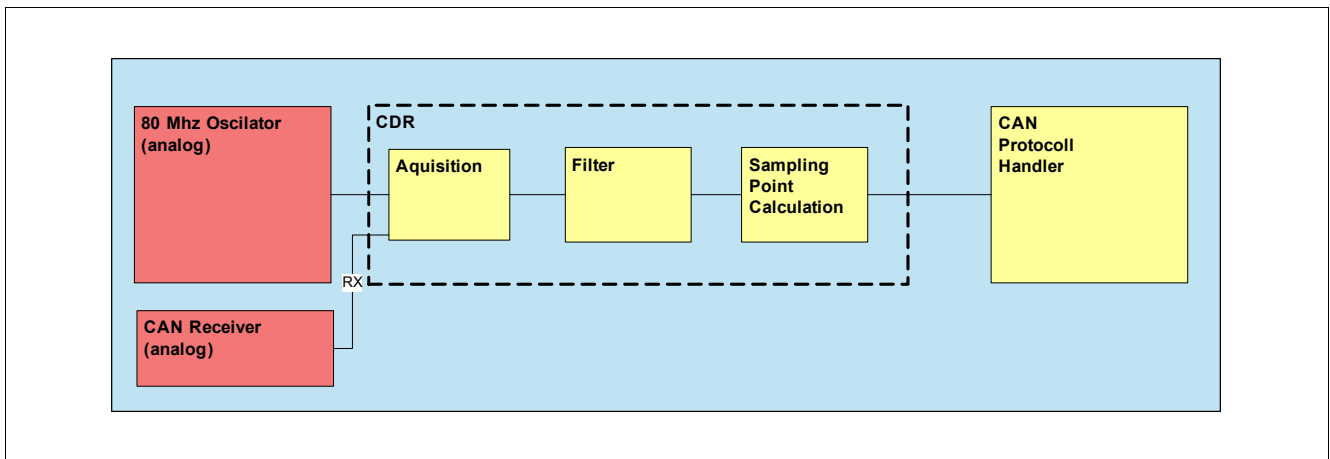 80 Mhz Oscilator
(analog)
CDR
Aquisition
Filter
Sampling
Point
Calculation
CAN
Protocoll
Handler
RX
CAN Receiver
(analog)